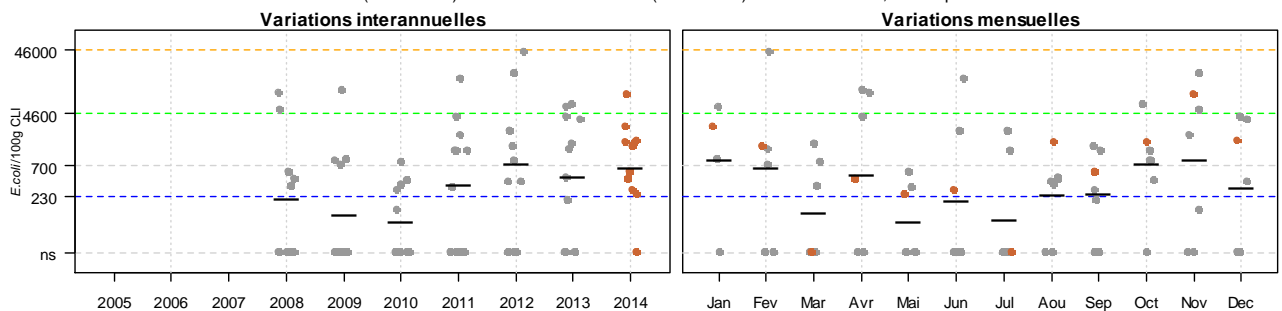 Variations interannuelles
Variations mensuelles
E.coli/100g CLI
46000
4600
700
230
ns
2005 2006 2007 2008 2009 2010 2011 2012 2013 2014
Jan Fev Mar Avr Mai Jun Jul Aou Sep Oct Nov Dec